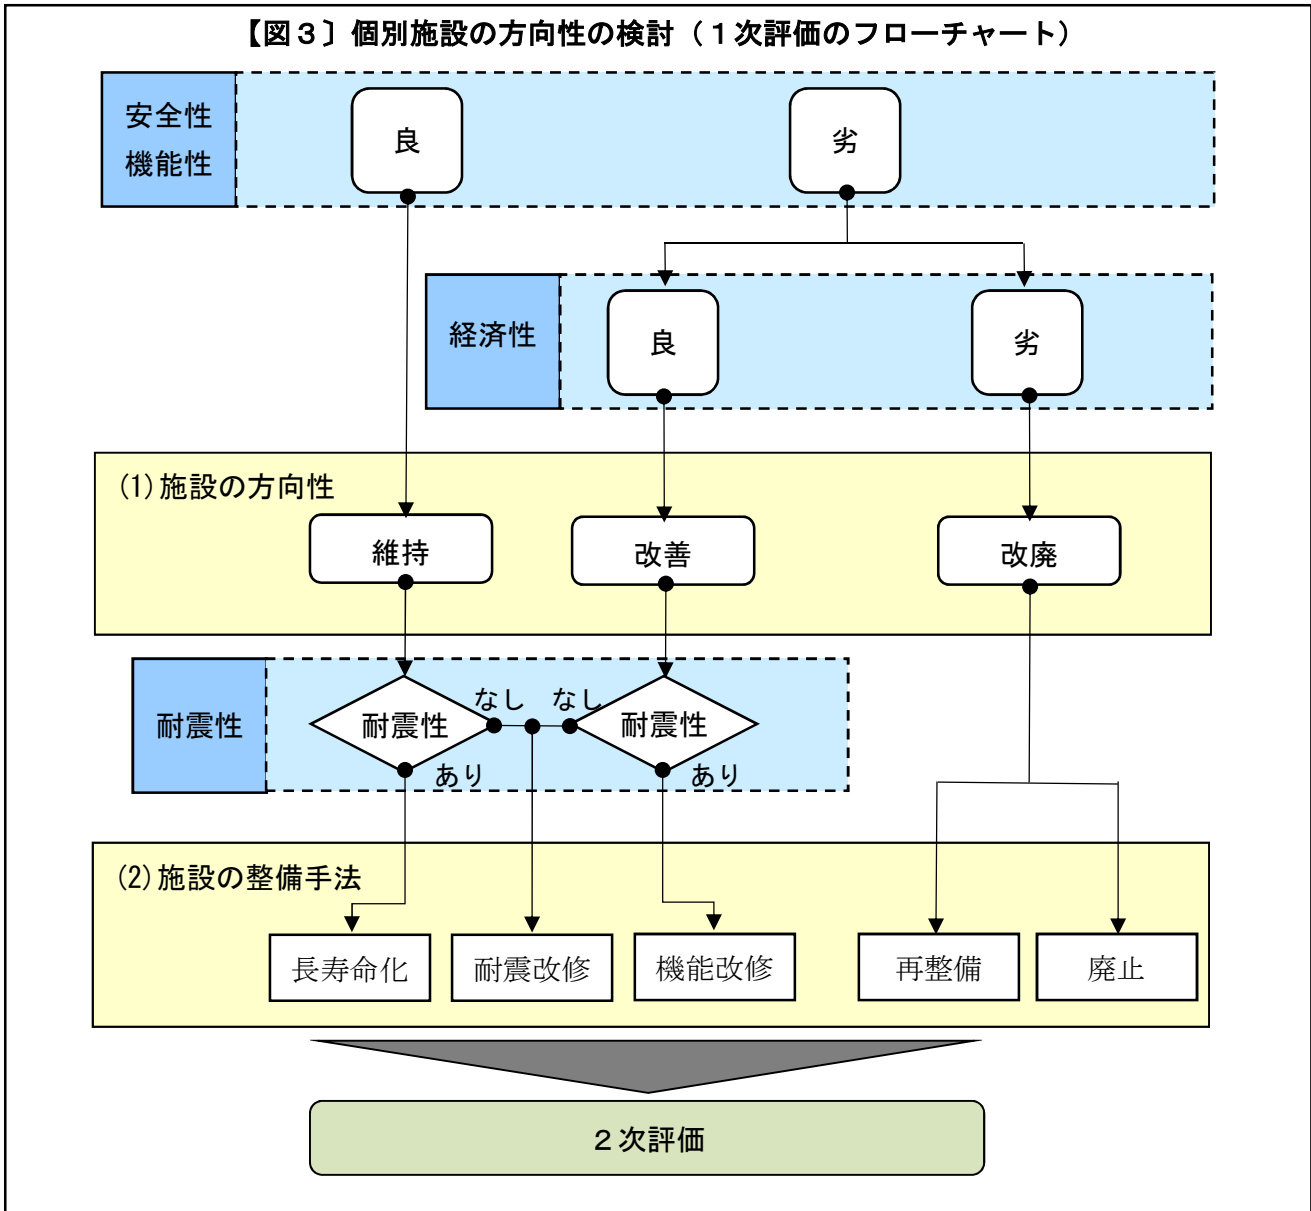 【図３〕個別施設の方向性の検討（１次評価のフローチャート）
安全性
機能性
良
劣
経済性
良
劣
(1)施設の方向性
維持
改善
改廃
耐震性
耐震性
なし
なし
耐震性
あり
あり
(2)施設の整備手法
長寿命化
耐震改修
機能改修
再整備
廃止
２次評価